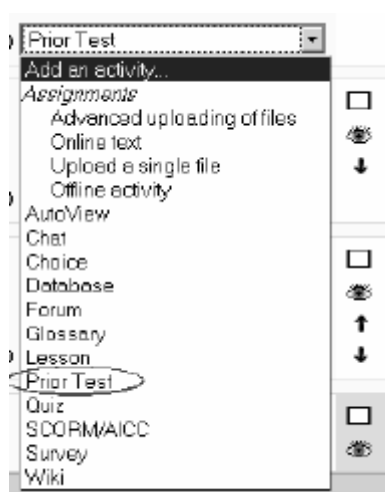 Prior Test
Add an activity...
Assignments
Advanced uploading of files
Online text
Upload a single file
Offline activity
AutoView
Chat
Choice
Database
Forum
Glossary
Lesson
Prior Test
Quiz
SCORM/AICC
Survey
Wiki